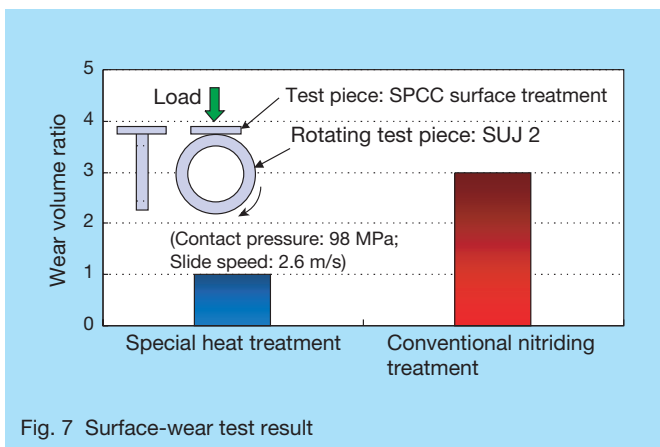 5
4
3
2
1
0
Wear volume ratio
Load
Test piece: SPCC surface treatment
Rotating test piece: SUJ 2
(Contact pressure: 98 MPa;
Slide speed: 2.6 m/s)
Special heat treatment
Conventional nitriding
treatment
Fig. 7 Surface-wear test result